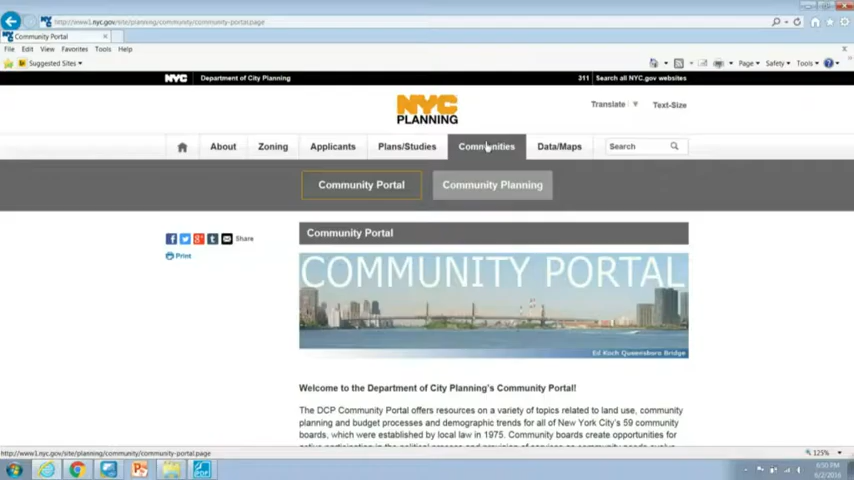 http://www1.nyc.gov/site/planning/community/community-portal.page
Community Portal
File Edit View Favorites Tools Help
Suggested Sites
Page Safety Tools
NYC Department of City Planning
311 Search all NYC.gov websites
NYC
PLANNING
Translate
Text-Size
About Zoning Applicants Plans/Studies Communities Data/Maps Search
Community Portal Community Planning
Share
Print
Community Portal
COMMUNITY PORTAL
Ed Koch Queensboro Bridge
Welcome to the Department of City Planning's Community Portal!
The DCP Community Portal offers resources on a variety of topics related to land use, community
planning and budget processes and demographic trends for all of New York City's 59 community
boards, which were established by local law in 1975. Community boards create opportunities for
http://www1.nyc.gov/site/planning/community/community-portal.page
125%
6:50 PM
6/2/2016